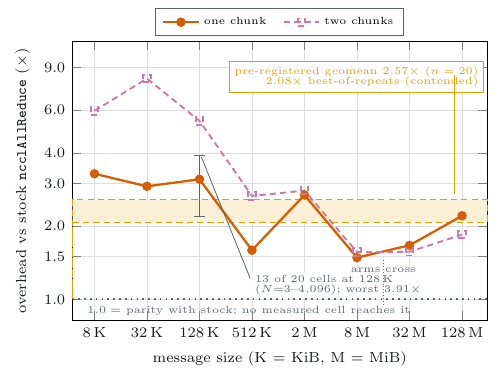 one chunk two chunks
pre-registered geomean 2.57× (n = 20)
2.08× best-of-repeats (contended)
overhead vs stock ncclAllReduce (×)
9.0
6.0
4.0
3.0
2.0
1.5
1.0
arms cross
13 of 20 cells at 128 K
(N=3–4,096); worst 3.91×
1.0 = parity with stock; no measured cell reaches it
8 K 32 K 128 K 512 K 2 M 8 M 32 M 128 M
message size (K = KiB, M = MiB)